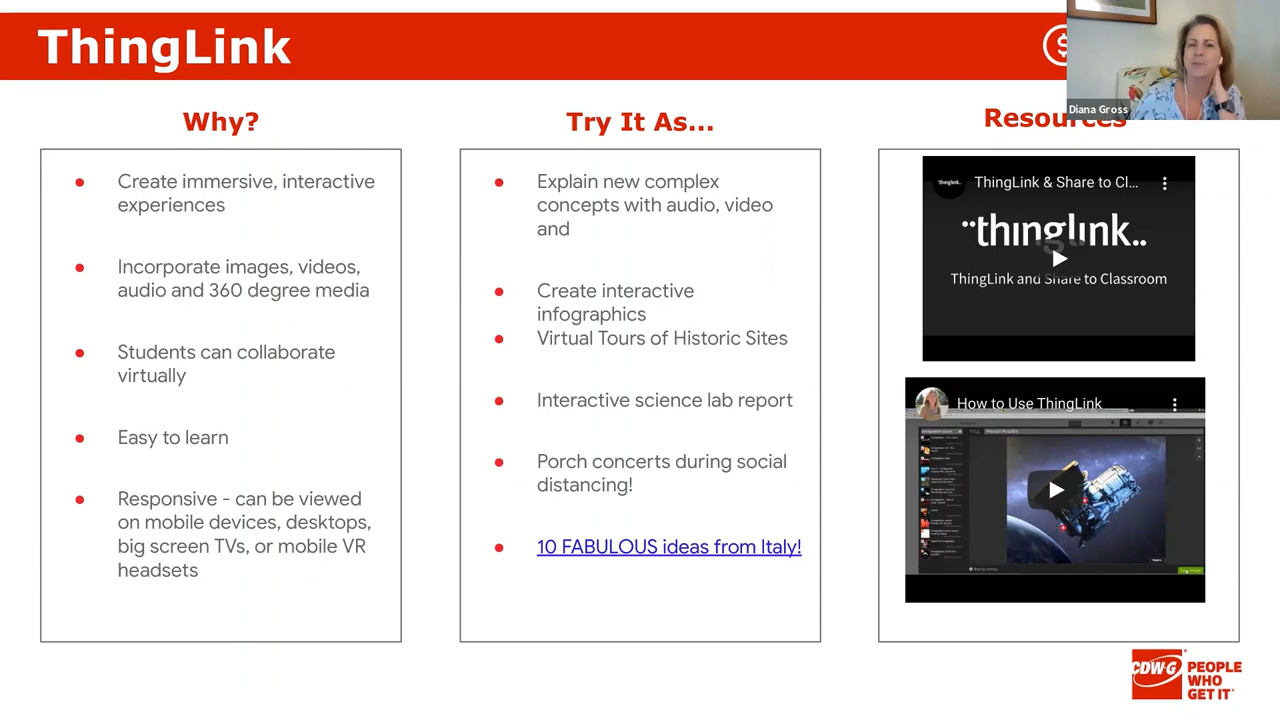 ThingLink
$
Diana Gross
Why?
Create immersive, interactive
experiences
Incorporate images, videos,
audio and 360 degree media
Students can collaborate
virtually
Easy to learn
Responsive - can be viewed
on mobile devices, desktops,
big screen TVs, or mobile VR
headsets
Try It As...
Explain new complex
concepts with audio, video
and
Create interactive
infographics
Virtual Tours of Historic Sites
Interactive science lab report
Porch concerts during social
distancing!
10 FABULOUS ideas from Italy!
Resources
ThingLink & Share to Cl...
thinglink..
ThingLink and Share to Classroom
How to Use ThingLink
CDW·G
PEOPLE
WHO
GET IT